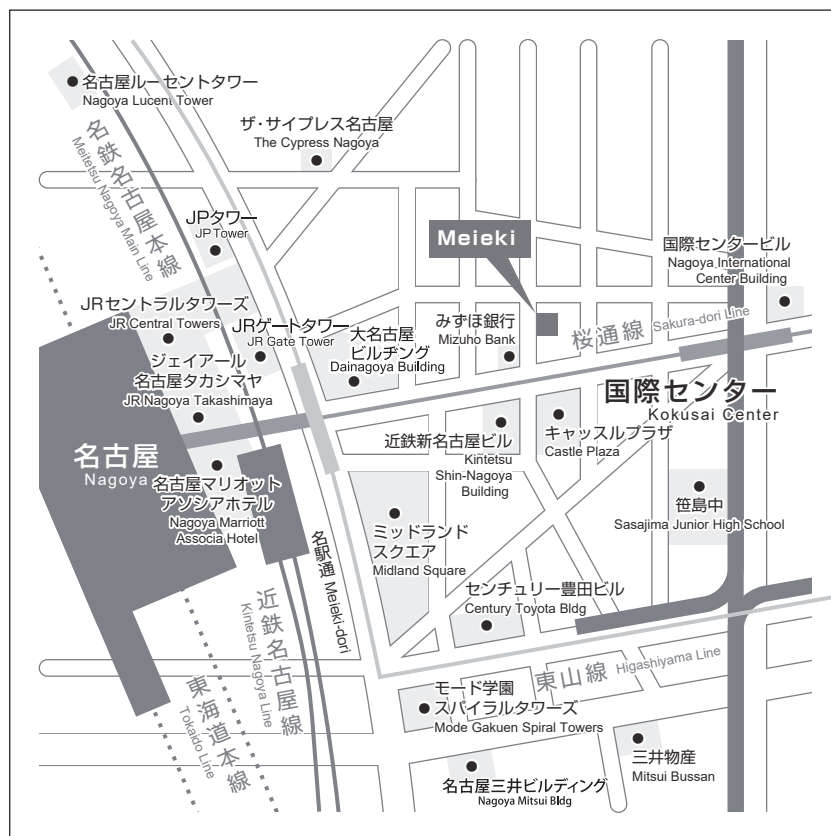 名古屋ルーセントタワー
Nagoya Lucent Tower
名鉄名古屋本線
Meitetsu Nagoya Main Line
ザ・サイプレス名古屋
The Cypress Nagoya
JPタワー
JP Tower
Meieki
国際センタービル
Nagoya International
Center Building
JRセントラルタワーズ
JR Central Towers
JRゲートタワー
JR Gate Tower
大名古屋
ビルヂング
Dainagoya Building
みずほ銀行
Mizuho Bank
桜通線 Sakura-dori Line
ジェイアール
名古屋タカシマヤ
JR Nagoya Takashimaya
国際センター
Kokusai Center
名古屋
Nagoya
近鉄新名古屋ビル
Kintetsu
Shin-Nagoya
Building
キャッスルプラザ
Castle Plaza
名古屋マリオット
アソシアホテル
Nagoya Marriott
Associa Hotel
笹島中
Sasajima Junior High School
ミッドランド
スクエア
Midland Square
名駅通 Meieki-dori
センチュリー豊田ビル
Century Toyota Bldg
近鉄名古屋線
Kintetsu Nagoya Line
東海道本線
Tokaido Line
東山線 Higashiyama Line
モード学園
スパイラルタワーズ
Mode Gakuen Spiral Towers
三井物産
Mitsui Bussan
名古屋三井ビルディング
Nagoya Mitsui Bldg